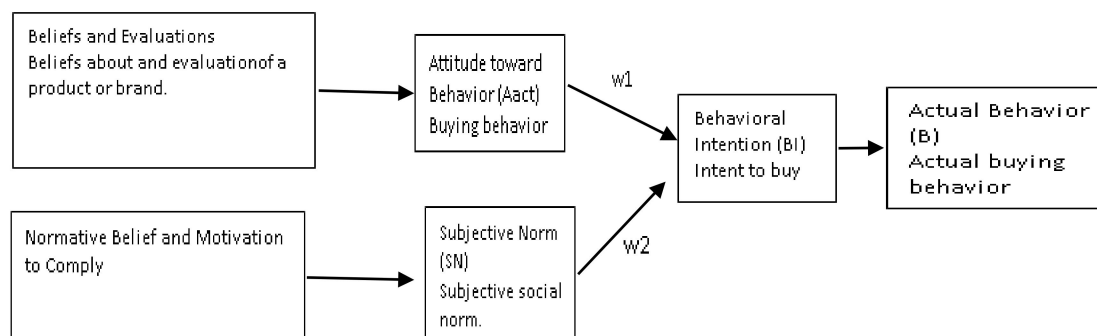 Beliefs and Evaluations
Beliefs about and evaluationof a
product or brand.
Attitude toward
Behavior (Aact)
Buying behavior
w1
Behavioral
Intention (BI)
Intent to buy
Actual Behavior
(B)
Actual buying
behavior
Normative Belief and Motivation
to Comply
Subjective Norm
(SN)
Subjective social
norm.
w2